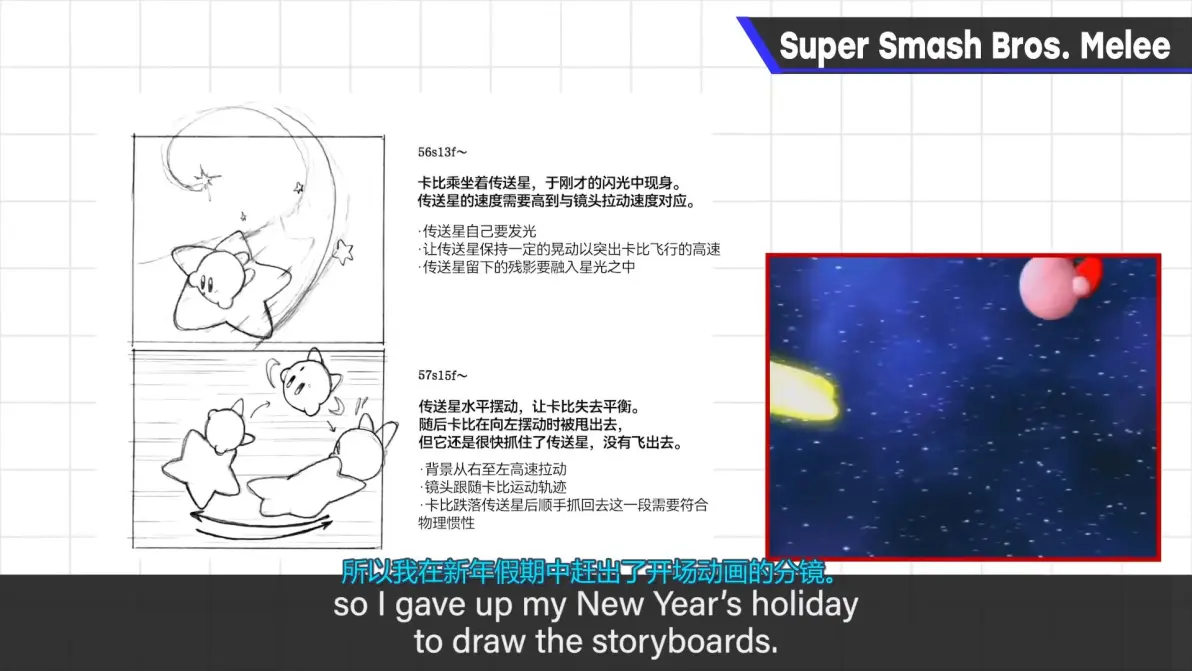 Super Smash Bros. Melee
56s13f～
卡比乘坐着传送星，于刚才的闪光中现身。
传送星的速度需要高到与镜头拉动速度对应。
·传送星自己要发光
·让传送星保持一定的晃动以突出卡比飞行的高速
·传送星留下的残影要融入星光之中
57s15f～
传送星水平摆动，让卡比失去平衡。
随后卡比在向左摆动时被甩出去，
但它还是很快抓住了传送星，没有飞出去。
·背景从右至左高速拉动
·镜头跟随卡比运动轨迹
·卡比跌落传送星后顺手抓回去这一段需要符合
物理惯性
所以我在新年假期中赶出了开场动画的分镜。
so I gave up my New Year’s holiday
to draw the storyboards.